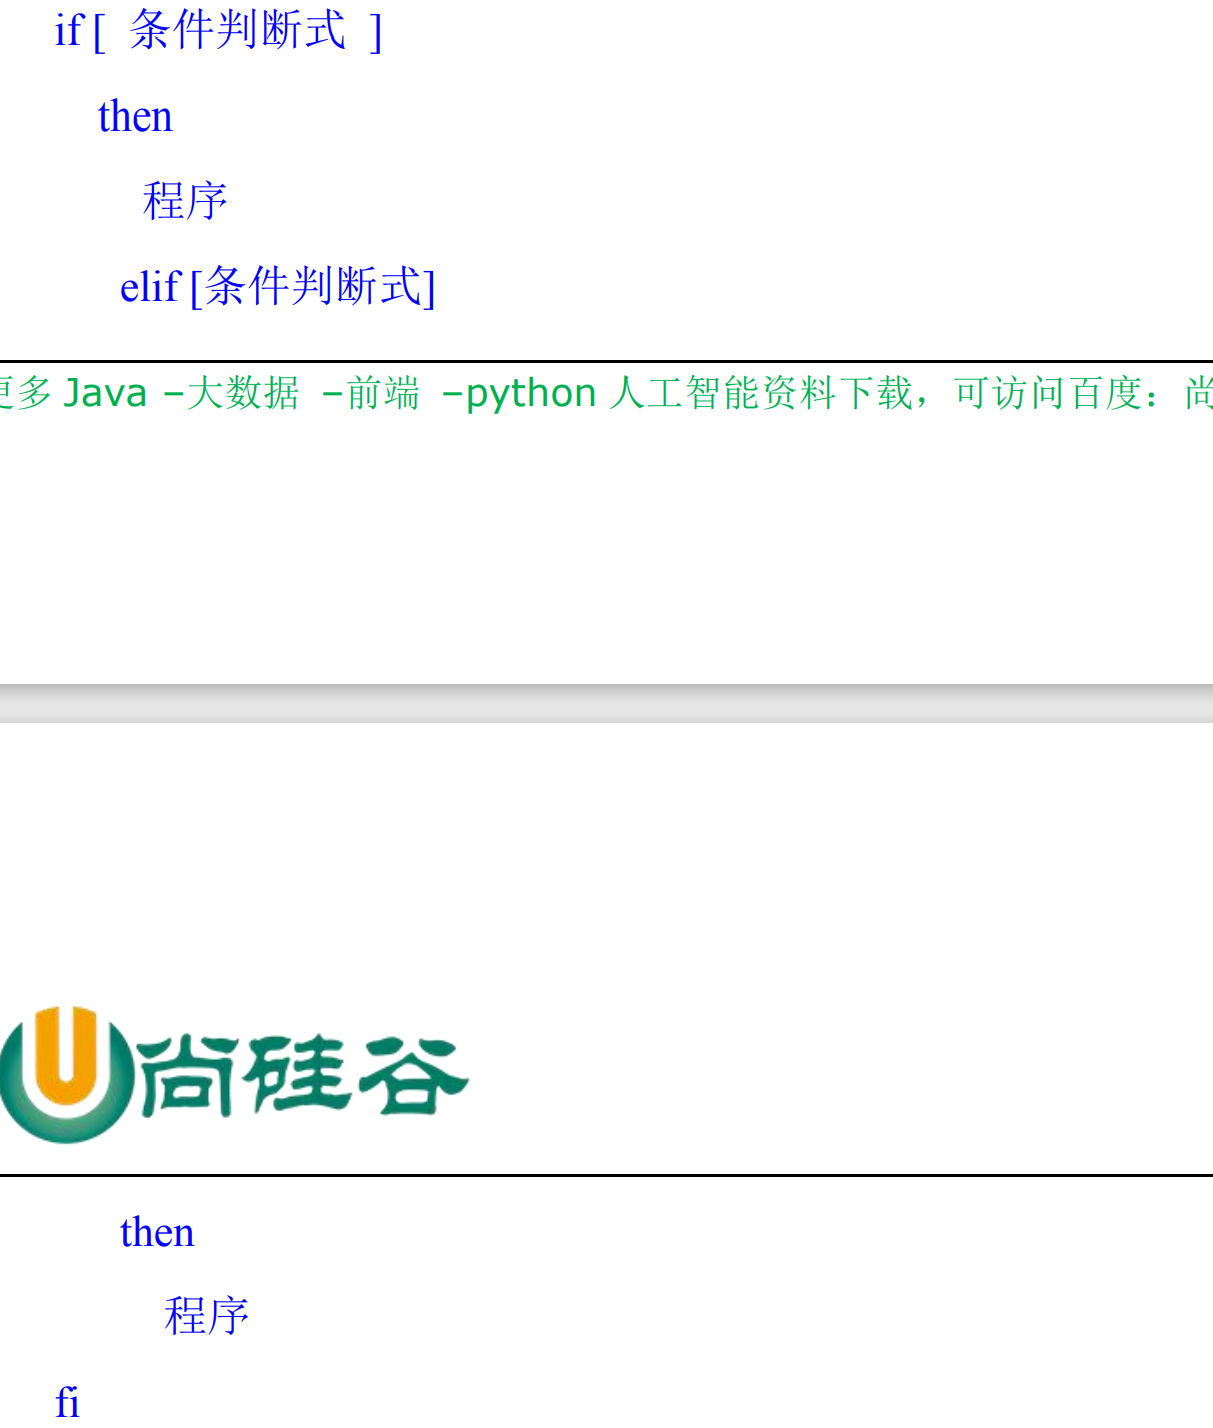 if [ 条件判断式 ]
then
程序
elif [条件判断式]
更多 Java –大数据 –前端 –python 人工智能资料下载，可访问百度：尚
尚硅谷
then
程序
fi